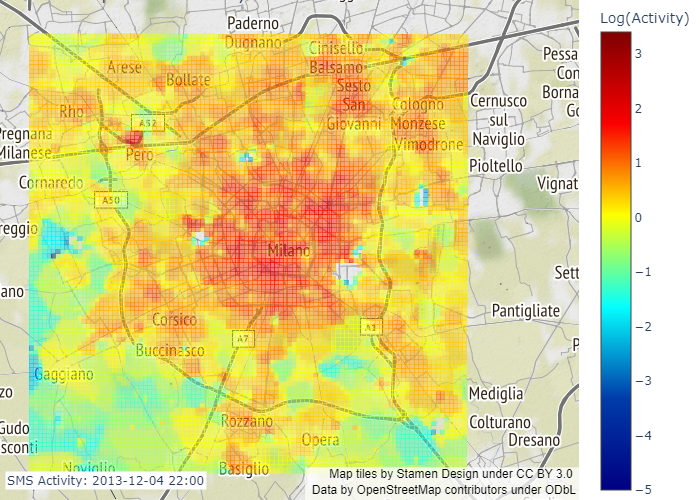 Log(Activity)
3
2
1
0
−1
−2
−3
−4
−5
Paderno
Dugnano
Cinisello
Balsamo
Sesto
San
Giovanni
Arese
Bollate
Rho
A52
Pero
Pregnana
Milanese
Cornaredo
A50
reggio
ano
Cologno
Monzese
Vimodrone
Cernusco
sul
Naviglio
Pioltello
Pessa
Con
Borna
Go
Vignat
Milano
Sett
Pantigliate
Corsico
Buccinasco
A7
A1
Gaggiano
zo
Gudo
sconti
Rozzano
Opera
Mediglia
Colturano
Dresano
Noviglio
Basiglio
P
SMS Activity: 2013-12-04 22:00
Map tiles by Stamen Design under CC BY 3.0
Data by OpenStreetMap contributors under ODbL